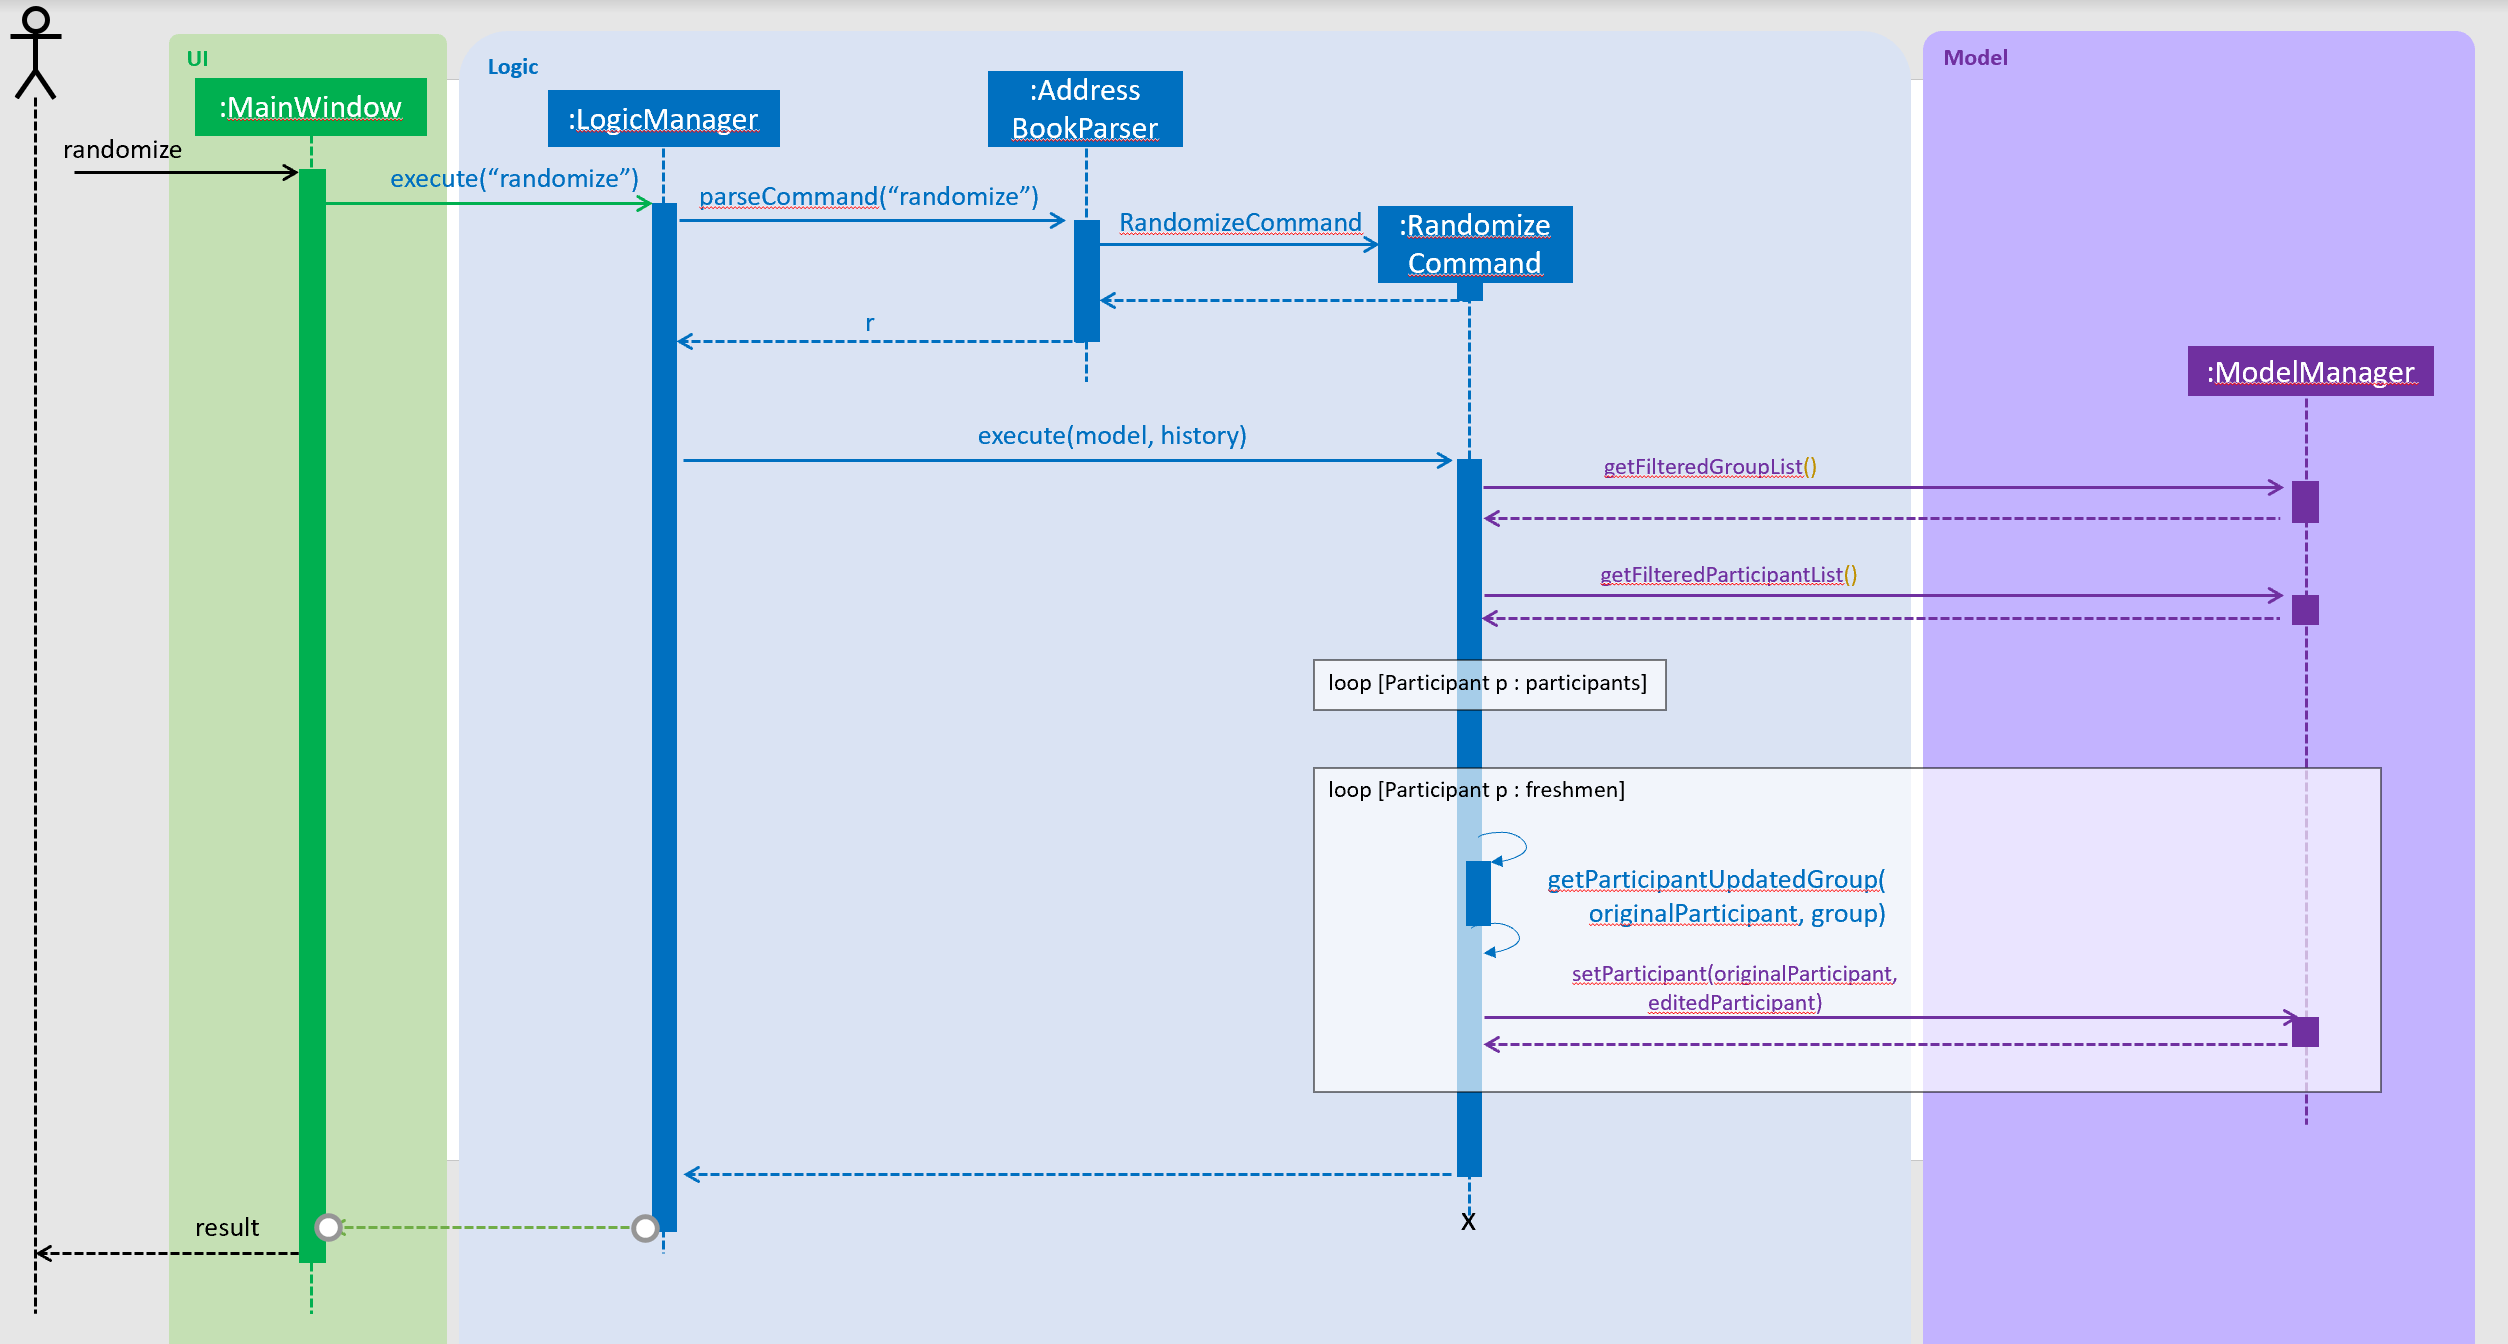 UI
Logic
Model
:MainWindow
:LogicManager
:Address
BookParser
randomize
execute(“randomize”)
parseCommand(“randomize”)
RandomizeCommand
:Randomize
Command
r
:ModelManager
execute(model, history)
getFilteredGroupList()
getFilteredParticipantList()
loop [Participant p : participants]
loop [Participant p : freshmen]
getParticipantUpdatedGroup(
originalParticipant, group)
setParticipant(originalParticipant,
editedParticipant)
result
X